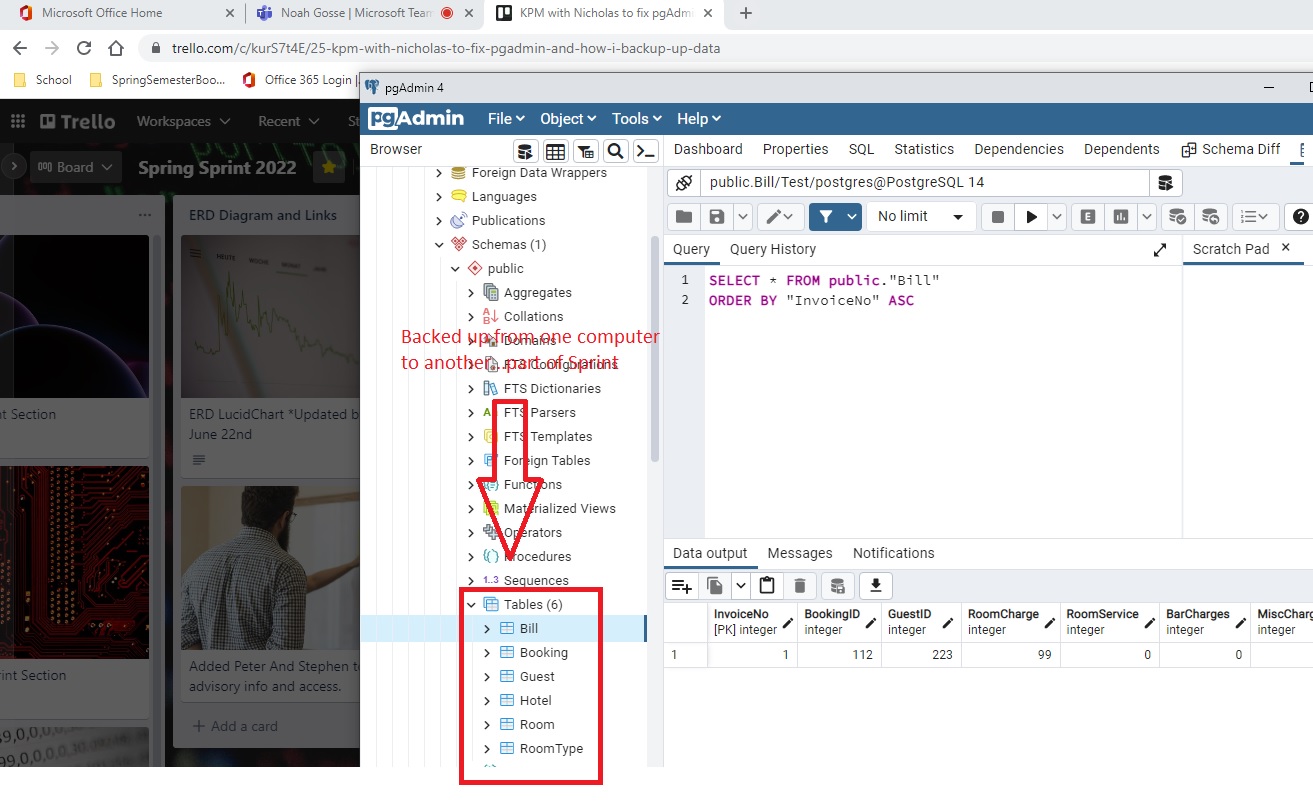 Microsoft Office Home
Noah Gosse | Microsoft Team
KPM with Nicholas to fix pgAdm
trello.com/c/kurS7t4E/25-kpm-with-nicholas-to-fix-pgadmin-and-how-i-backup-up-data
School
SpringSemesterBoo...
Office 365 Login |
pgAdmin 4
pgAdmin
File
Object
Tools
Help
Browser
Dashboard
Properties
SQL
Statistics
Dependencies
Dependents
Schema Diff
Trello
Workspaces
Recent
St
Board
Spring Sprint 2022
ERD Diagram and Links
HEUTE
WOCHE
MONAT
JAHR
nt Section
ERD LucidChart *Updated b
June 22nd
rint Section
Added Peter And Stephen to
advisory info and access.
+ Add a card
Foreign Data Wrappers
Languages
Publications
Schemas (1)
public
Aggregates
Collations
Domains
FTS Configurations
FTS Dictionaries
FTS Parsers
FTS Templates
Foreign Tables
Functions
Materialized Views
Operators
Procedures
1..3 Sequences
Tables (6)
Bill
Booking
Guest
Hotel
Room
RoomType
Backed up from one computer
to another...part of Sprint
public.Bill/Test/postgres@PostgreSQL 14
No limit
E
Query
Query History
Scratch Pad
1 SELECT * FROM public."Bill"
2 ORDER BY "InvoiceNo" ASC
Data output
Messages
Notifications
InvoiceNo
[PK] integer
BookingID
integer
GuestID
integer
RoomCharge
integer
RoomService
integer
BarCharges
integer
MiscCharg
integer
1 1 112 223 99 0 0